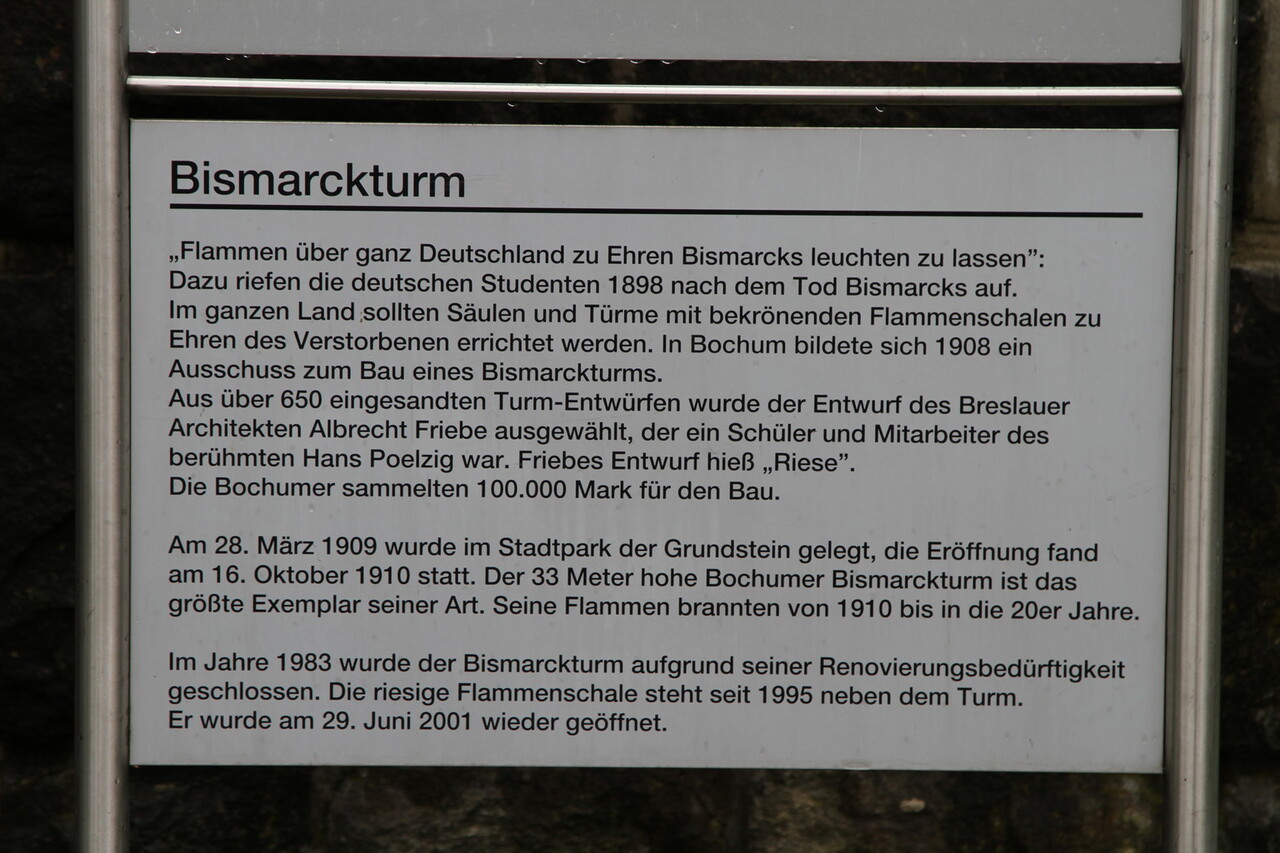 Bismarckturm
„Flammen über ganz Deutschland zu Ehren Bismarcks leuchten zu lassen”:
Dazu riefen die deutschen Studenten 1898 nach dem Tod Bismarcks auf.
Im ganzen Land sollten Säulen und Türme mit bekrönenden Flammenschalen zu
Ehren des Verstorbenen errichtet werden. In Bochum bildete sich 1908 ein
Ausschuss zum Bau eines Bismarckturms.
Aus über 650 eingesandten Turm-Entwürfen wurde der Entwurf des Breslauer
Architekten Albrecht Friebe ausgewählt, der ein Schüler und Mitarbeiter des
berühmten Hans Poelzig war. Friebes Entwurf hieß „Riese”.
Die Bochumer sammelten 100.000 Mark für den Bau.
Am 28. März 1909 wurde im Stadtpark der Grundstein gelegt, die Eröffnung fand
am 16. Oktober 1910 statt. Der 33 Meter hohe Bochumer Bismarckturm ist das
größte Exemplar seiner Art. Seine Flammen brannten von 1910 bis in die 20er Jahre.
Im Jahre 1983 wurde der Bismarckturm aufgrund seiner Renovierungsbedürftigkeit
geschlossen. Die riesige Flammenschale steht seit 1995 neben dem Turm.
Er wurde am 29. Juni 2001 wieder geöffnet.